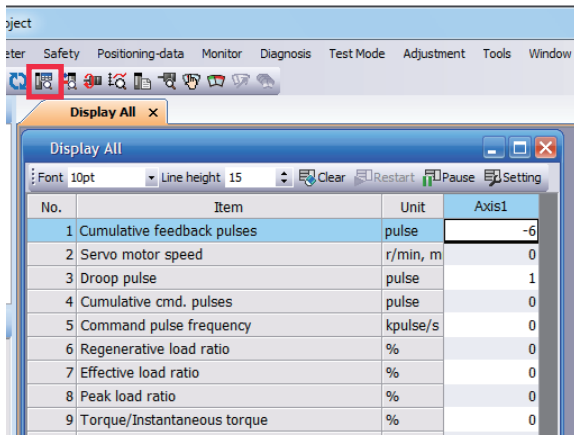 oject
eter Safety Positioning-data Monitor Diagnosis Test Mode Adjustment Tools Window
Display All
Display All
Font 10pt Line height 15 Clear Restart Pause Setting
No. Item Unit Axis1
1 Cumulative feedback pulses pulse -6
2 Servo motor speed r/min, m 0
3 Droop pulse pulse 1
4 Cumulative cmd. pulses pulse 0
5 Command pulse frequency kpulse/s 0
6 Regenerative load ratio % 0
7 Effective load ratio % 0
8 Peak load ratio % 0
9 Torque/Instantaneous torque % 0